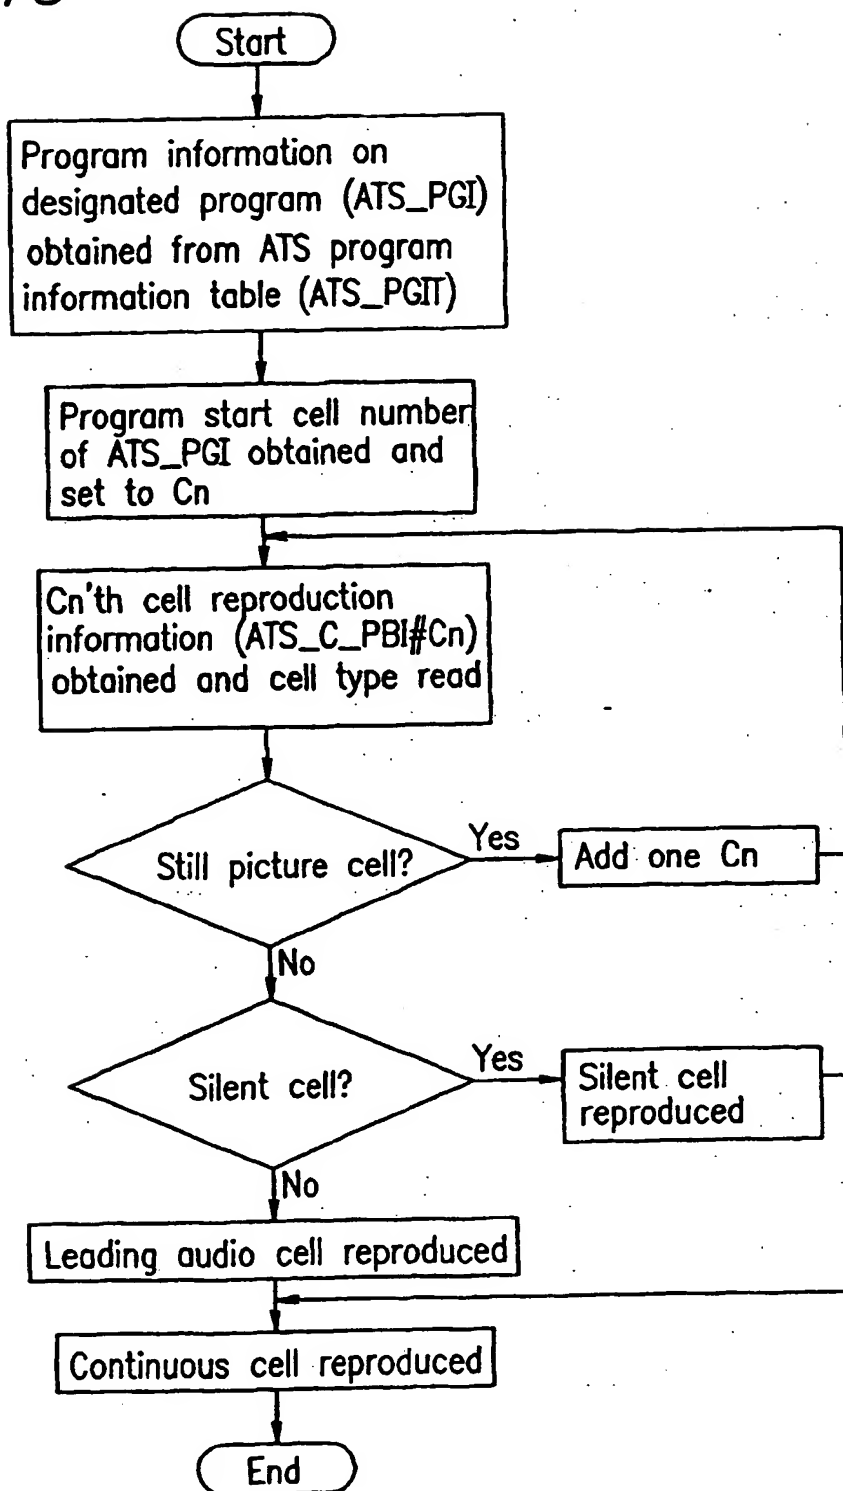 Start
Program information on
designated program (ATS_PGI)
obtained from ATS program
information table (ATS_PGIT)
Program start cell number
of ATS_PGI obtained and
set to Cn
Cn'th cell reproduction
information (ATS_C_PBI#Cn)
obtained and cell type read
Still picture cell?
Yes
Add one Cn
No
Silent cell?
Yes
Silent cell
reproduced
No
Leading audio cell reproduced
Continuous cell reproduced
End